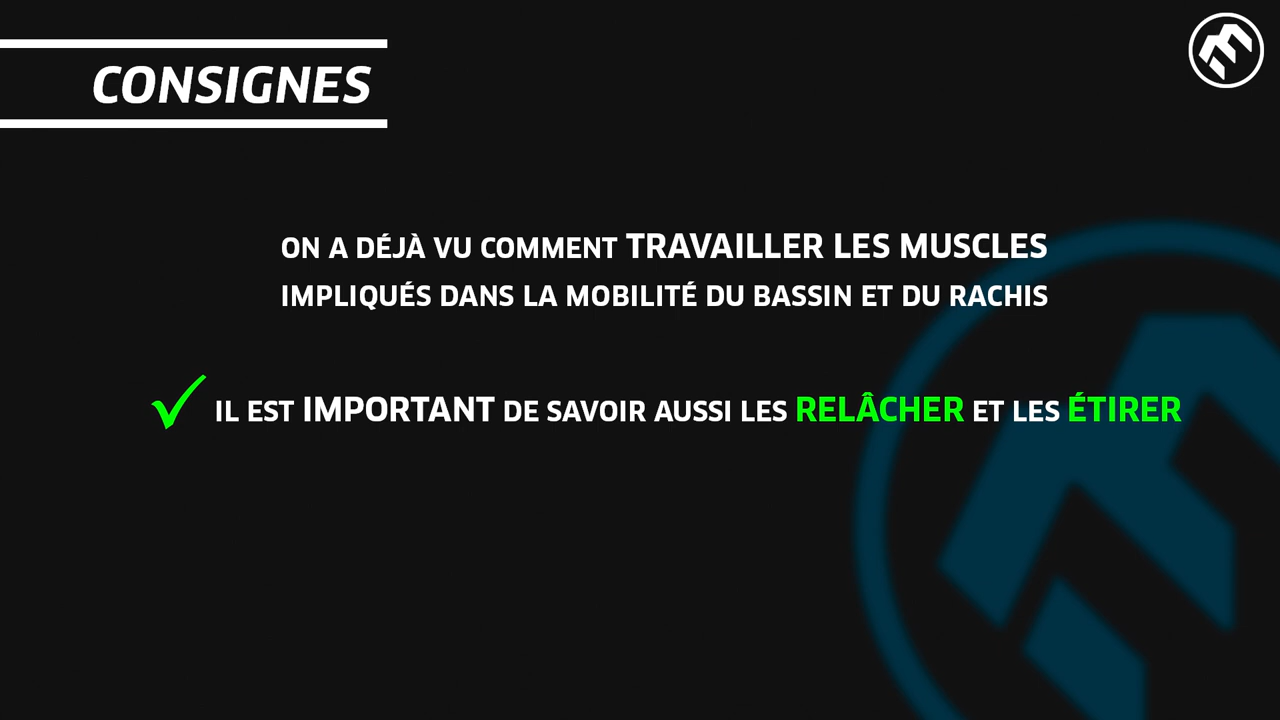 CONSIGNES
ON A DÉJÀ VU COMMENT TRAVAILLER LES MUSCLES
IMPLIQUÉS DANS LA MOBILITÉ DU BASSIN ET DU RACHIS
✓ IL EST IMPORTANT DE SAVOIR AUSSI LES RELÂCHER ET LES ÉTIRER